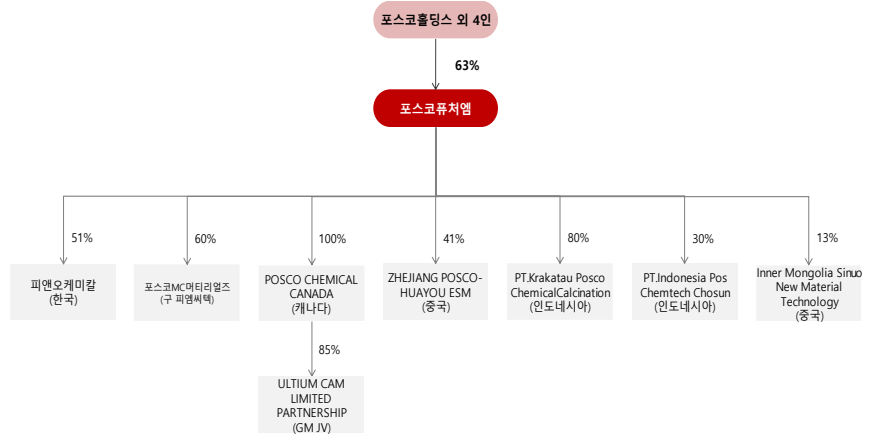 포스코홀딩스 외 4인
63%
포스코퓨처엠
51%
60%
100%
41%
80%
30%
13%
피앤오케미칼
(한국)
포스코MC머티리얼즈
(구 피엠씨텍)
POSCO CHEMICAL
CANADA
(캐나다)
ZHEJIANG POSCO-
HUAYOU ESM
(중국)
PT.Krakatau Posco
ChemicalCalcination
(인도네시아)
PT.Indonesia Pos
Chemtech Chosun
(인도네시아)
Inner Mongolia Sinuo
New Material
Technology
(중국)
85%
ULTIUM CAM
LIMITED
PARTNERSHIP
(GM JV)